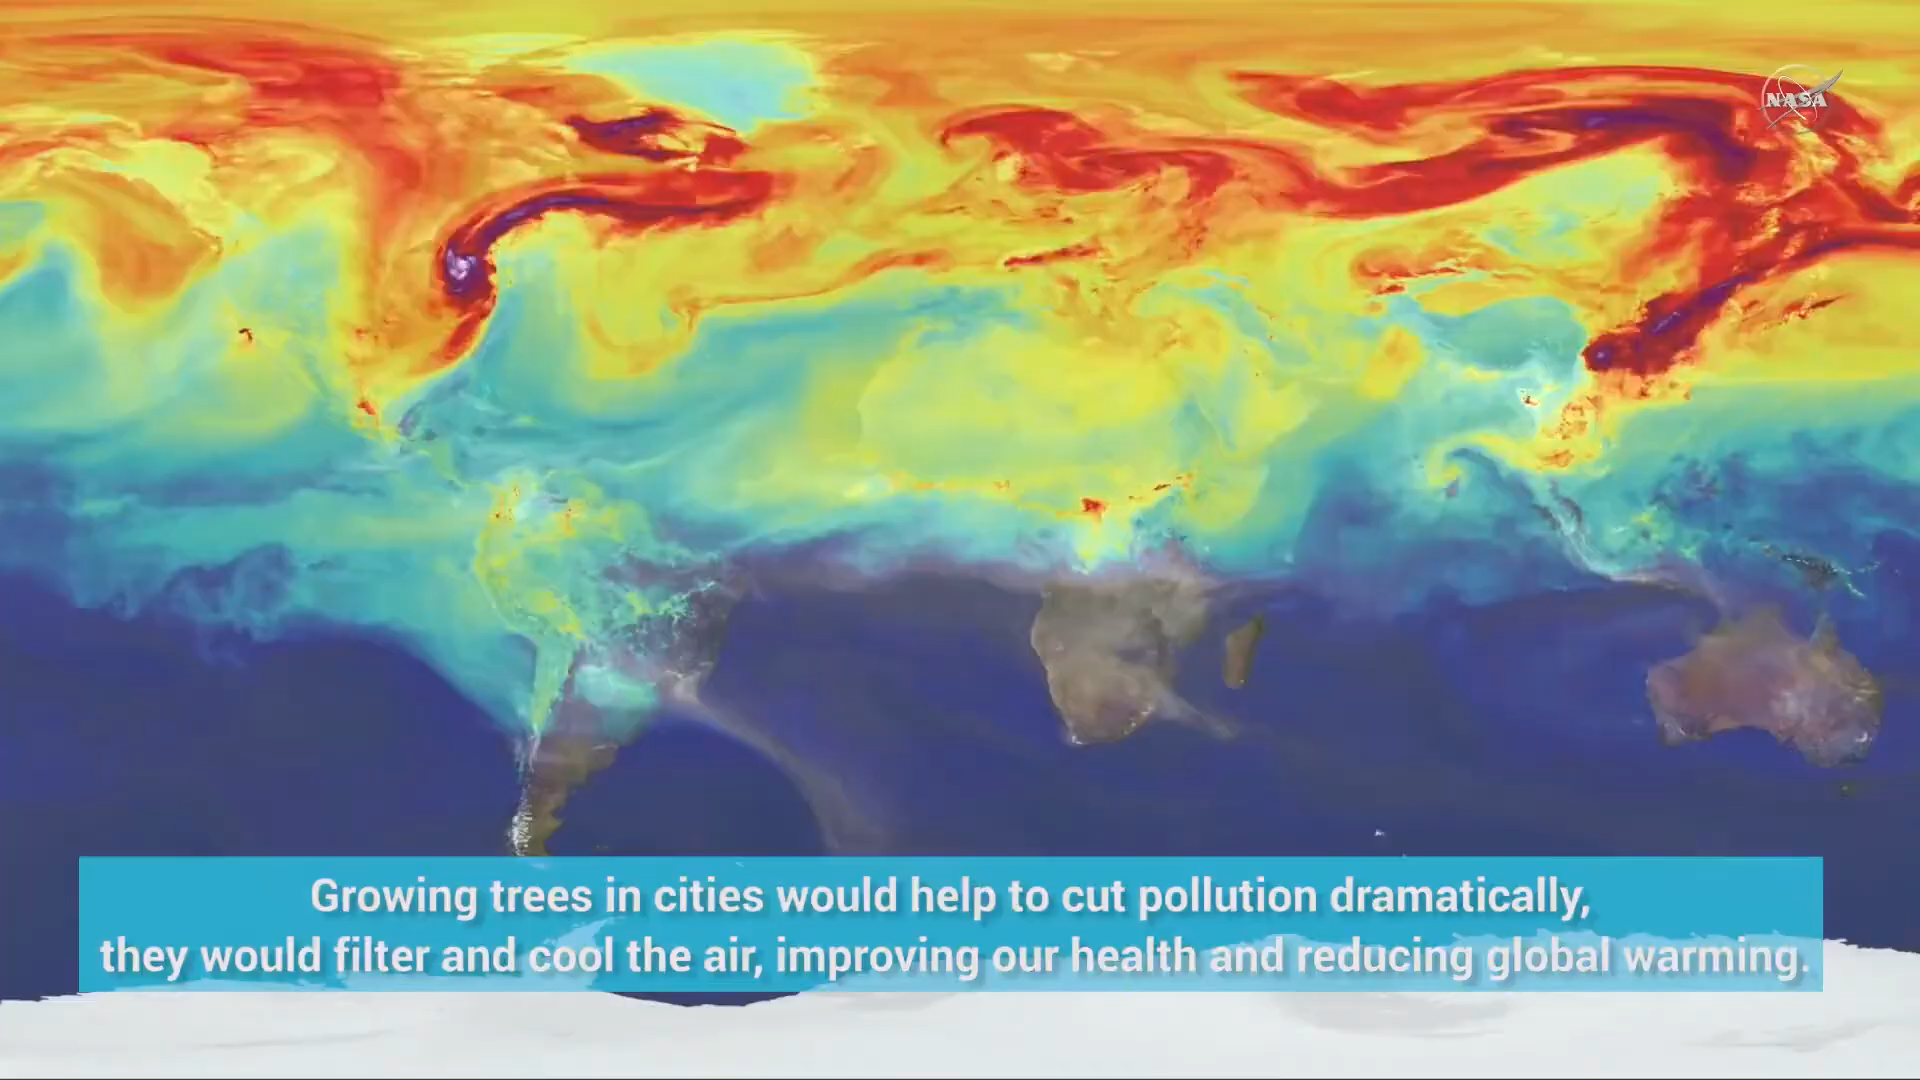 NASA
Growing trees in cities would help to cut pollution dramatically,
they would filter and cool the air, improving our health and reducing global warming.